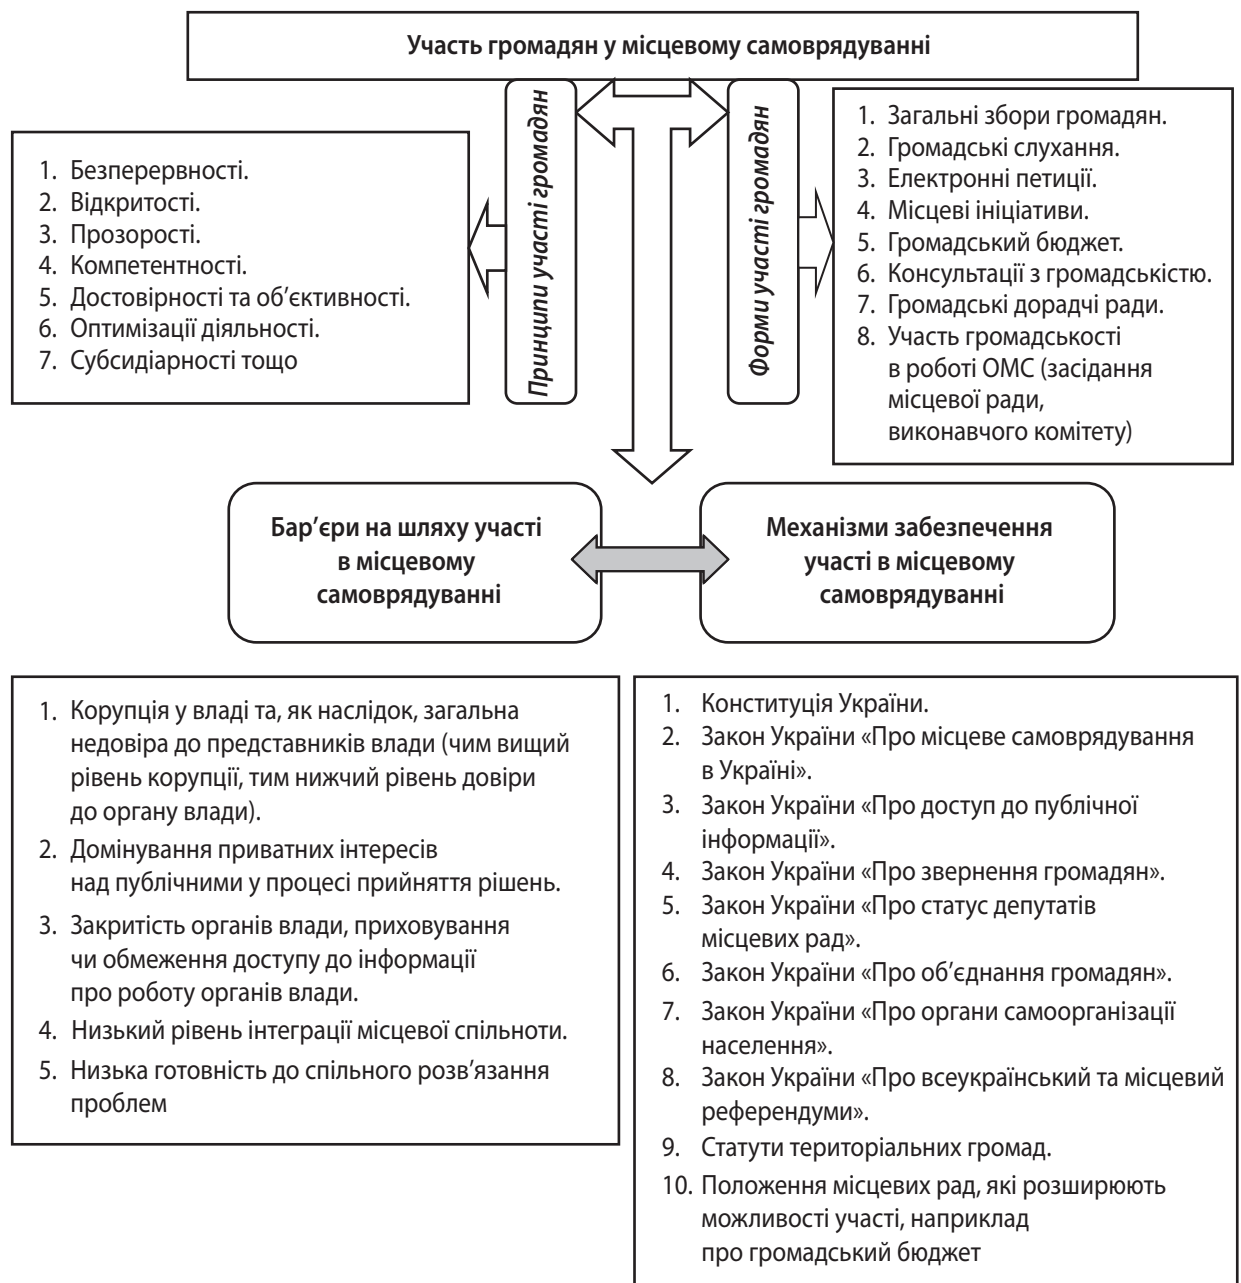 Участь громадян у місцевому самоврядуванні
Принципи участі громадян
1. Безперервності.
2. Відкритості.
3. Прозорості.
4. Компетентності.
5. Достовірності та об’єктивності.
6. Оптимізації діяльності.
7. Субсидіарності тощо
Форми участі громадян
1. Загальні збори громадян.
2. Громадські слухання.
3. Електронні петиції.
4. Місцеві ініціативи.
5. Громадський бюджет.
6. Консультації з громадськістю.
7. Громадські дорадчі ради.
8. Участь громадськості
в роботі ОМС (засідання
місцевої ради,
виконавчого комітету)
Бар’єри на шляху участі
в місцевому
самоврядуванні
Механізми забезпечення
участі в місцевому
самоврядуванні
1. Корупція у владі та, як наслідок, загальна
недовіра до представників влади (чим вищий
рівень корупції, тим нижчий рівень довіри
до органу влади).
2. Домінування приватних інтересів
над публічними у процесі прийняття рішень.
3. Закритість органів влади, приховування
чи обмеження доступу до інформації
про роботу органів влади.
4. Низький рівень інтеграції місцевої спільноти.
5. Низька готовність до спільного розв’язання
проблем
1. Конституція України.
2. Закон України «Про місцеве самоврядування
в Україні».
3. Закон України «Про доступ до публічної
інформації».
4. Закон України «Про звернення громадян».
5. Закон України «Про статус депутатів
місцевих рад».
6. Закон України «Про об’єднання громадян».
7. Закон України «Про органи самоорганізації
населення».
8. Закон України «Про всеукраїнський та місцевий
референдуми».
9. Статути територіальних громад.
10. Положення місцевих рад, які розширюють
можливості участі, наприклад
про громадський бюджет